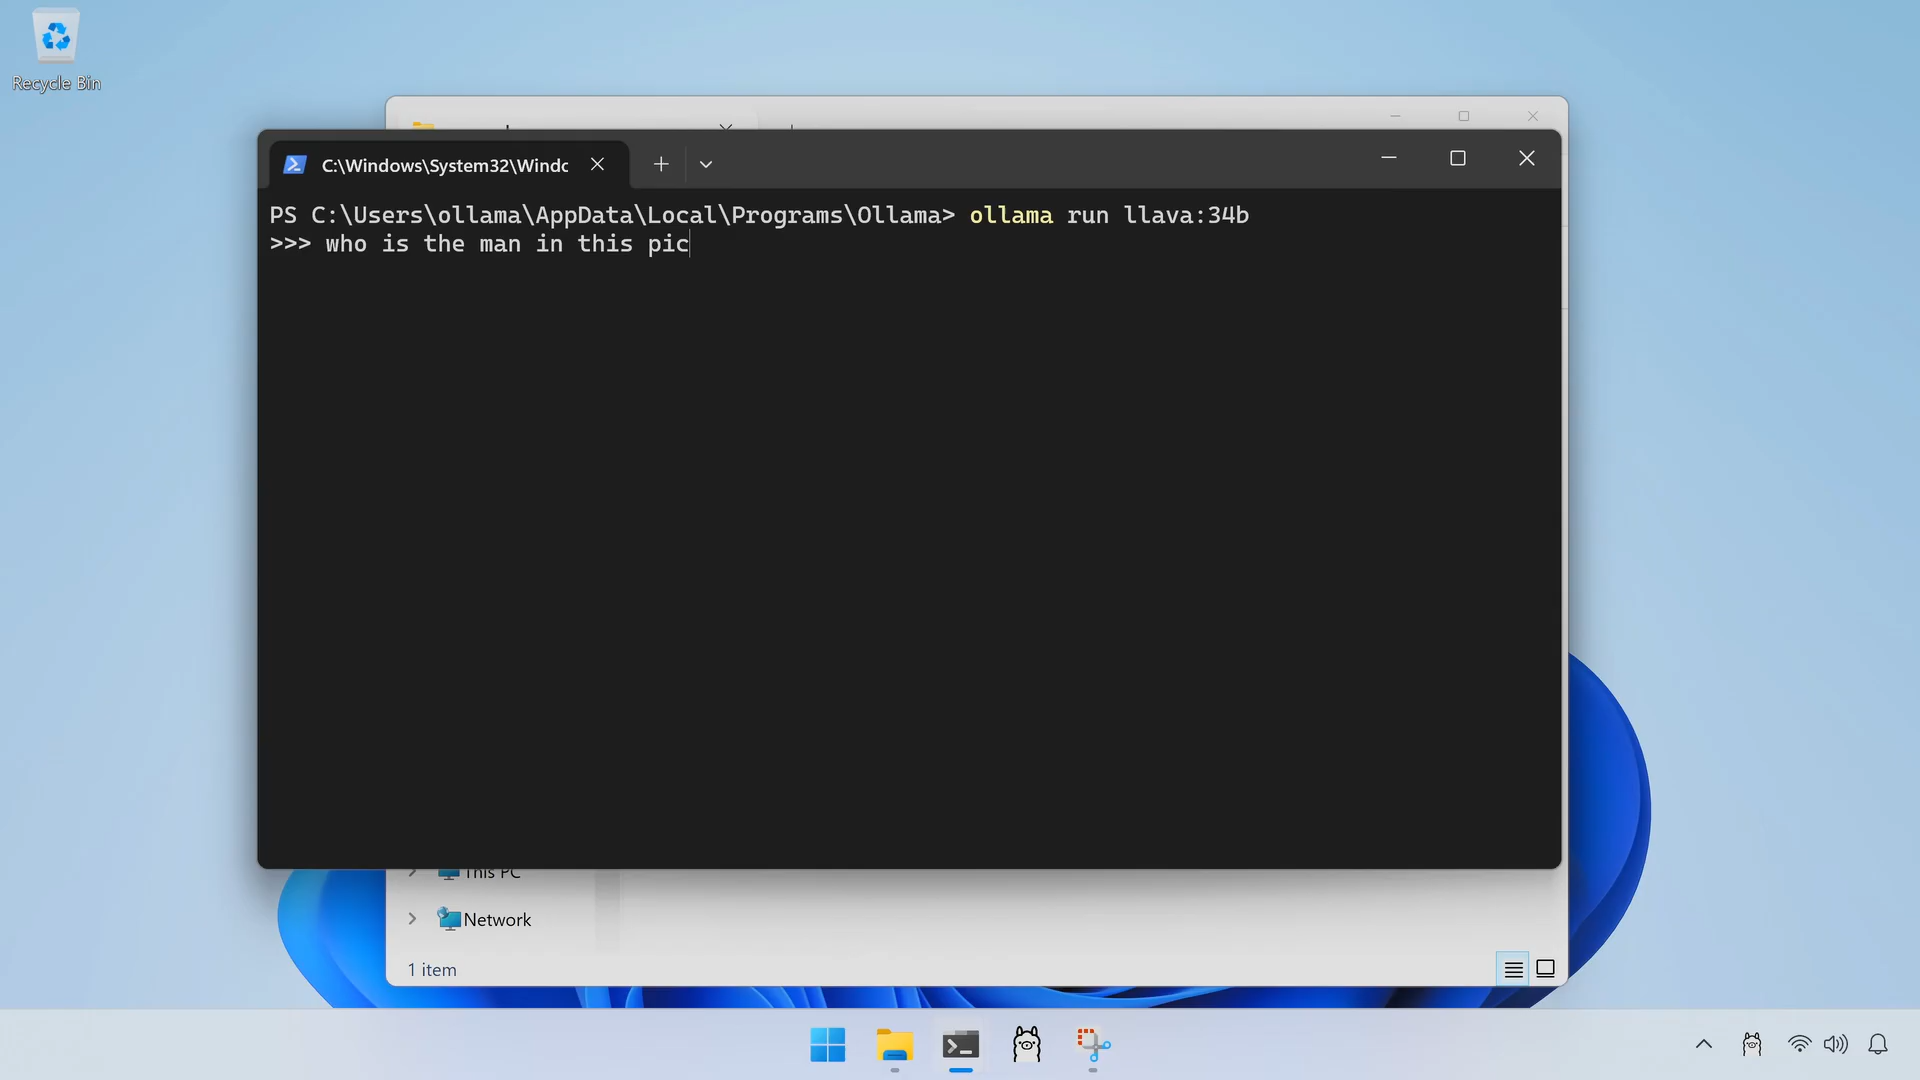 Recycle Bin
C:\Windows\System32\Windc
PS C:\Users\ollama\AppData\Local\Programs\Ollama> ollama run llava:34b
>>> who is the man in this pic
This PC
Network
1 item